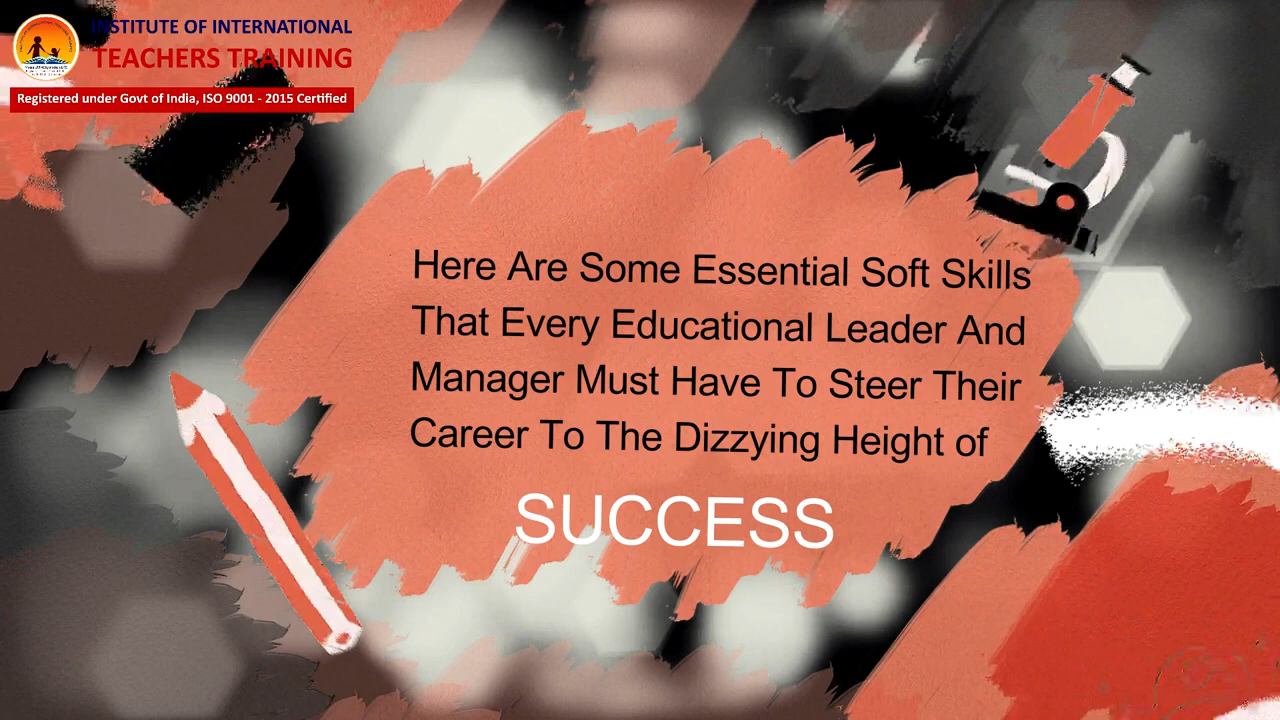 INSTITUTE OF INTERNATIONAL
TEACHERS TRAINING
Registered under Govt of India, ISO 9001 - 2015 Certified
Here Are Some Essential Soft Skills
That Every Educational Leader And
Manager Must Have To Steer Their
Career To The Dizzying Height of
SUCCESS